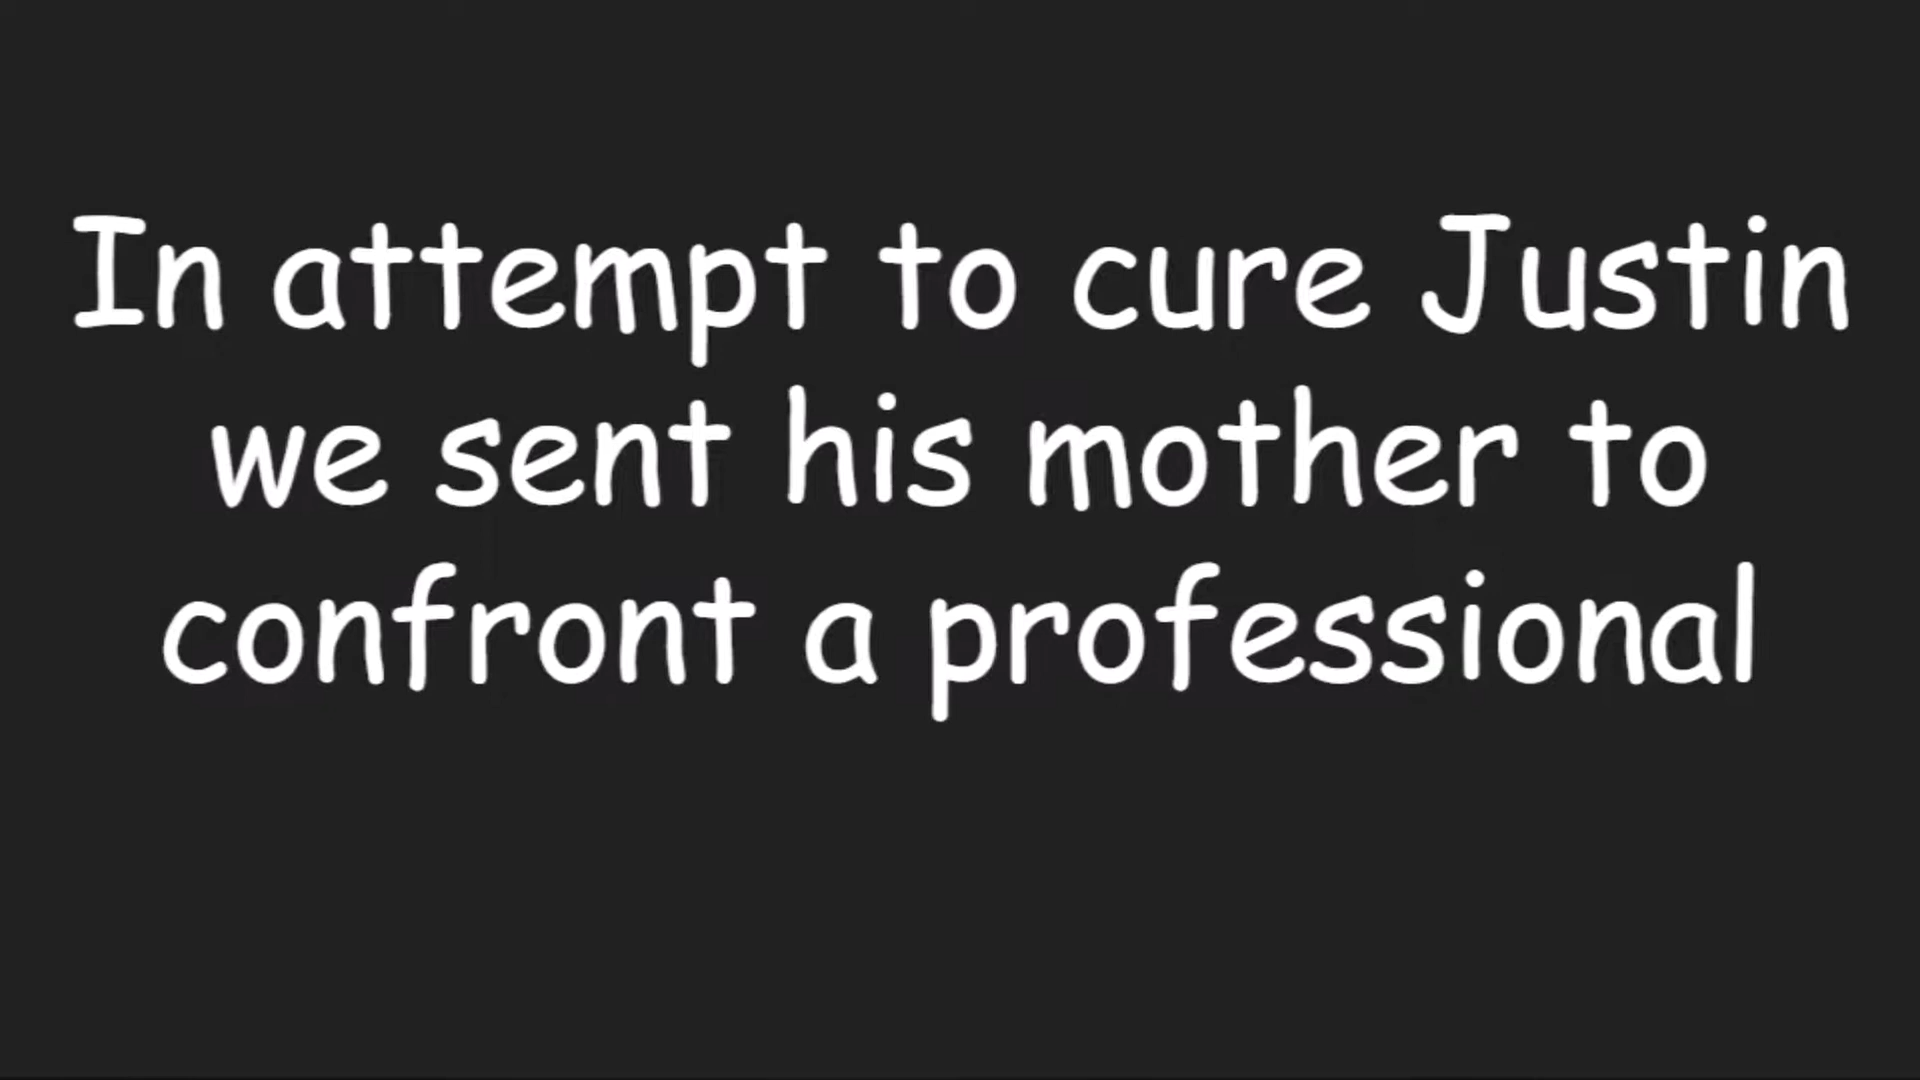 In attempt to cure Justin
we sent his mother to
confront a professional